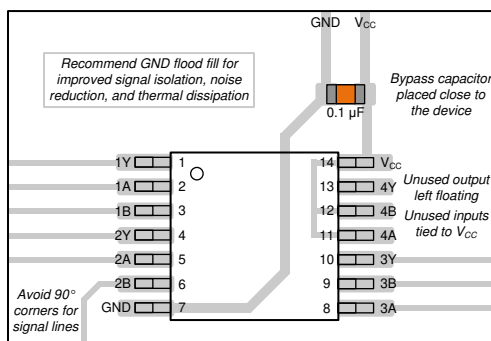 GND VCC
Recommend GND flood fill for
improved signal isolation, noise
reduction, and thermal dissipation
Bypass capacitor
placed close to
the device
0.1 µF
1Y 1 14 VCC
1A 2 13 4Y
1B 3 12 4B
2Y 4 11 4A
2A 5 10 3Y
2B 6 9 3B
GND 7 8 3A
Unused output
left floating
Unused inputs
tied to VCC
Avoid 90°
corners for
signal lines